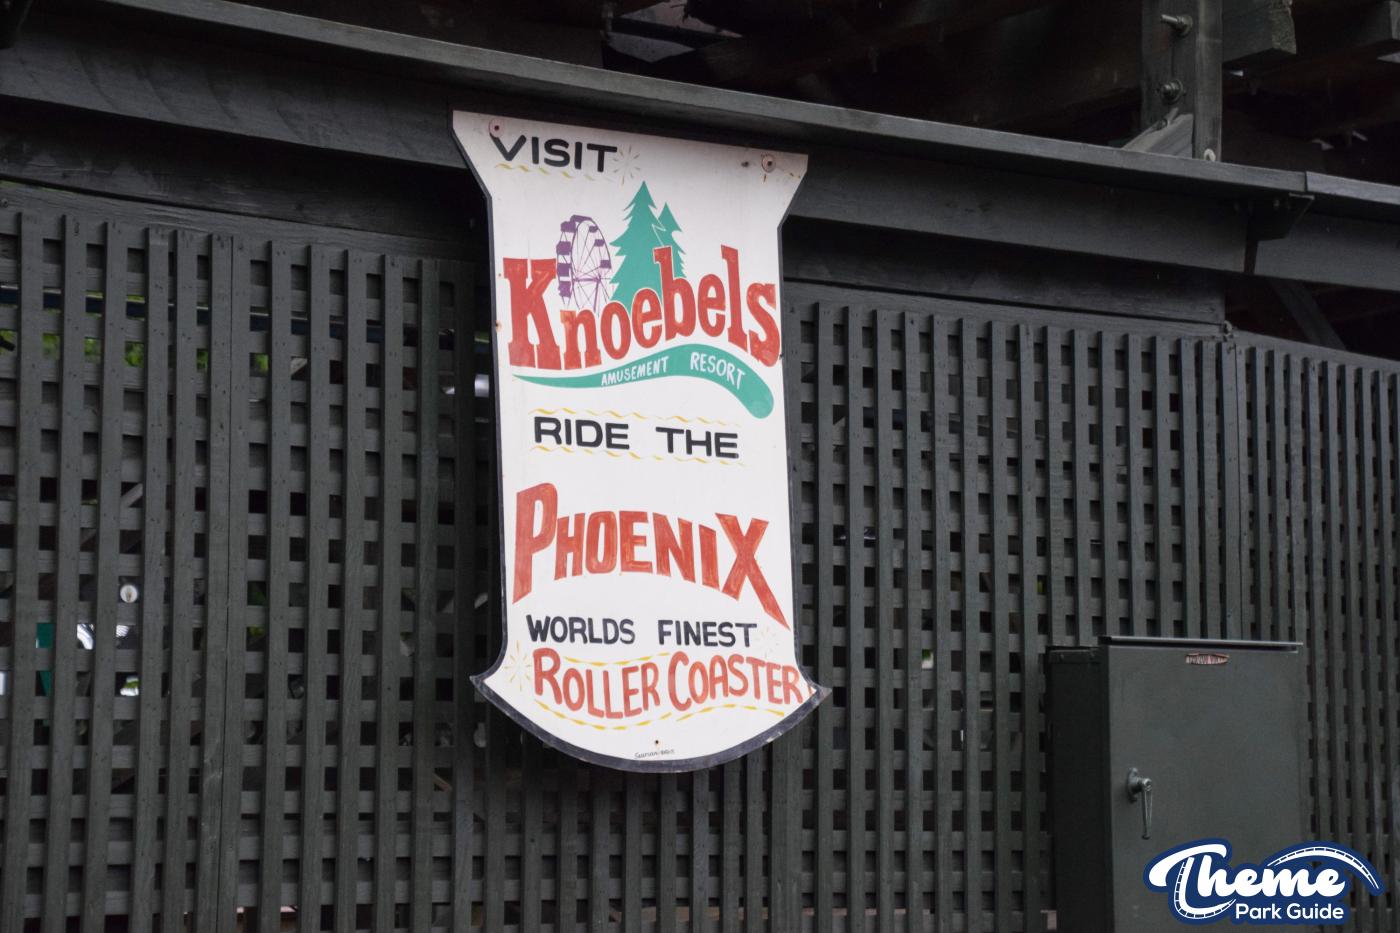 VISIT
Knoebels
AMUSEMENT RESORT
RIDE THE
PHOENIX
WORLDS FINEST
ROLLER COASTER
Theme
Park Guide